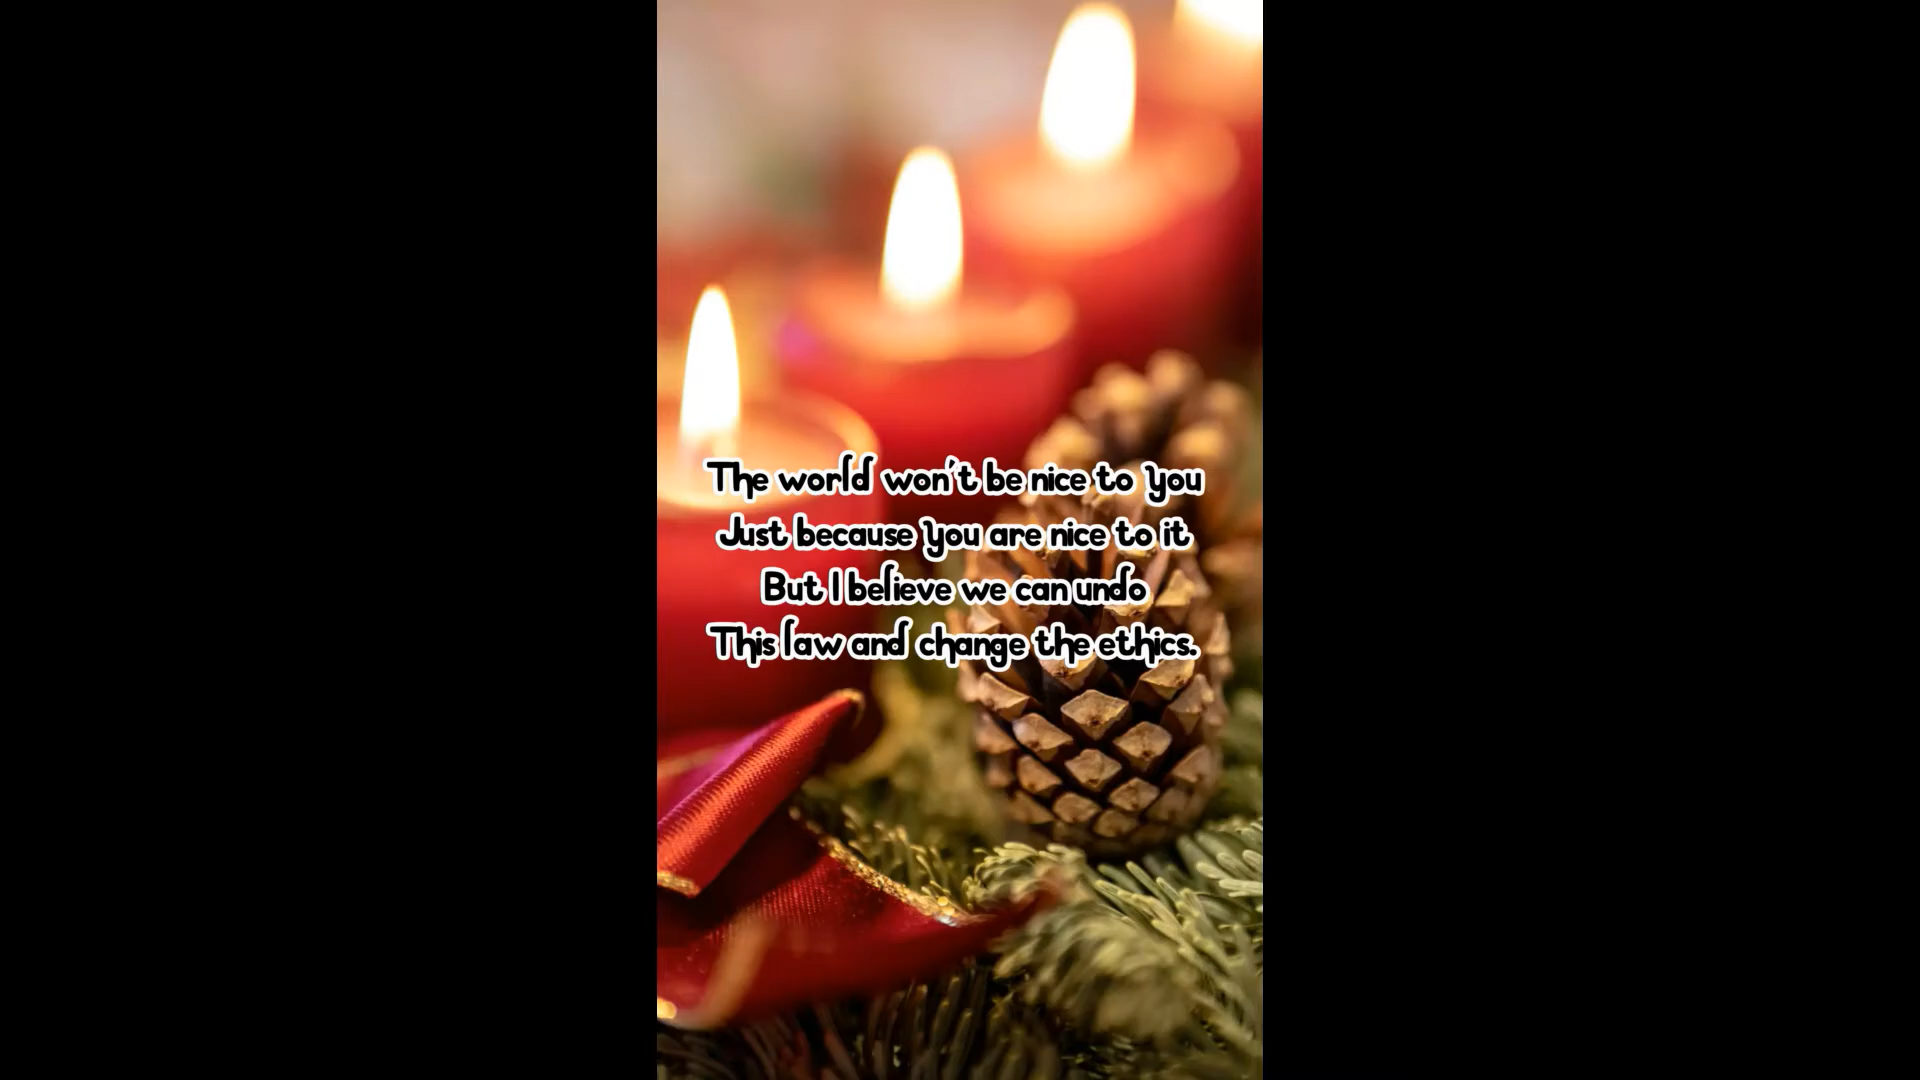 The world won't be nice to you
Just because you are nice to it
But I believe we can undo
This law and change the ethics.